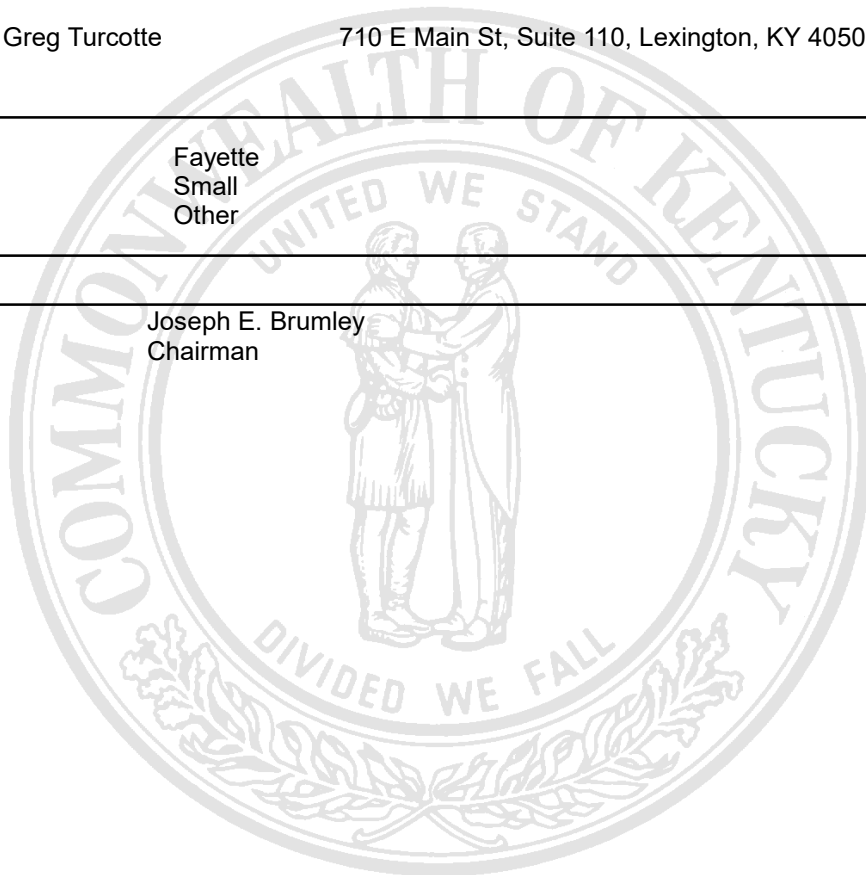 Greg Turcotte 710 E Main St, Suite 110, Lexington, KY 4050
Fayette
Small
Other
Joseph E. Brumley
Chairman
COMMONWEALTH OF KENTUCKY
UNITED WE STAND
DIVIDED WE FALL